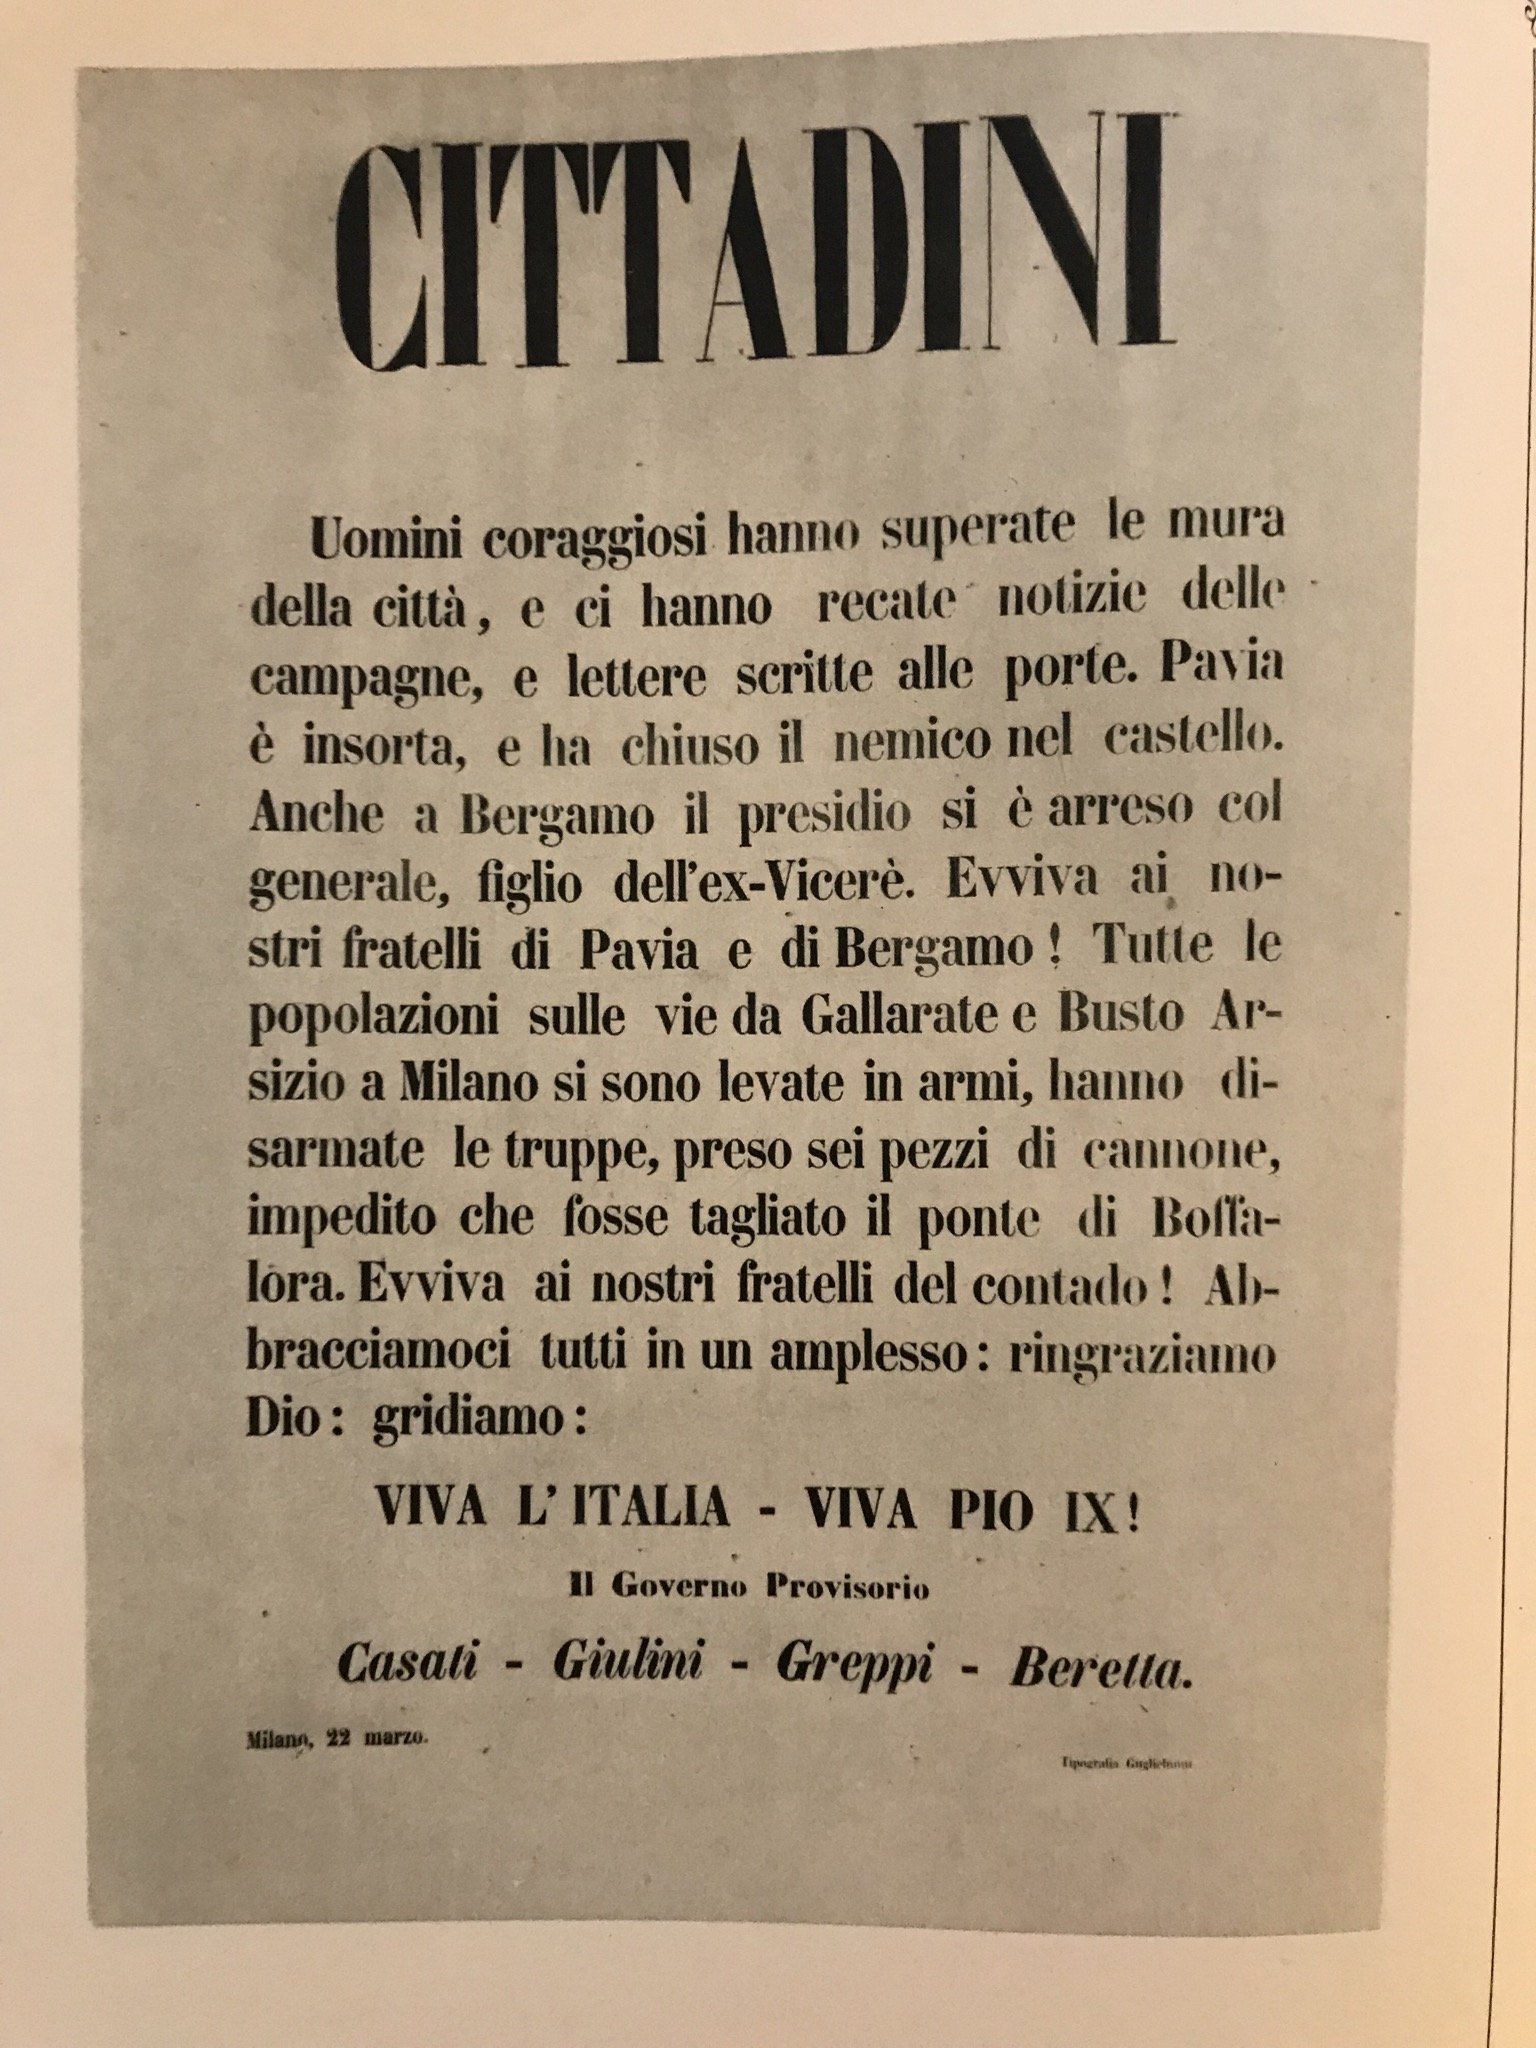 CITTADINI
Uomini coraggiosi hanno superate le mura
della città, e ci hanno recate notizie delle
campagne, e lettere scritte alle porte. Pavia
è insorta, e ha chiuso il nemico nel castello.
Anche a Bergamo il presidio si è arreso col
generale, figlio dell'ex-Vicerè. Evviva ai no-
stri fratelli di Pavia e di Bergamo! Tutte le
popolazioni sulle vie da Gallarate e Busto Ar-
sizio a Milano si sono levate in armi, hanno di-
sarmate le truppe, preso sei pezzi di cannone,
impedito che fosse tagliato il ponte di Boffa-
lora. Evviva ai nostri fratelli del contado! Ab-
bracciamoci tutti in un amplesso: ringraziamo
Dio: gridiamo:
VIVA L'ITALIA - VIVA PIO IX!
Il Governo Provisorio
Casati - Giulini - Greppi - Beretta.
Milano, 22 marzo.
Tipografia Guglielmini